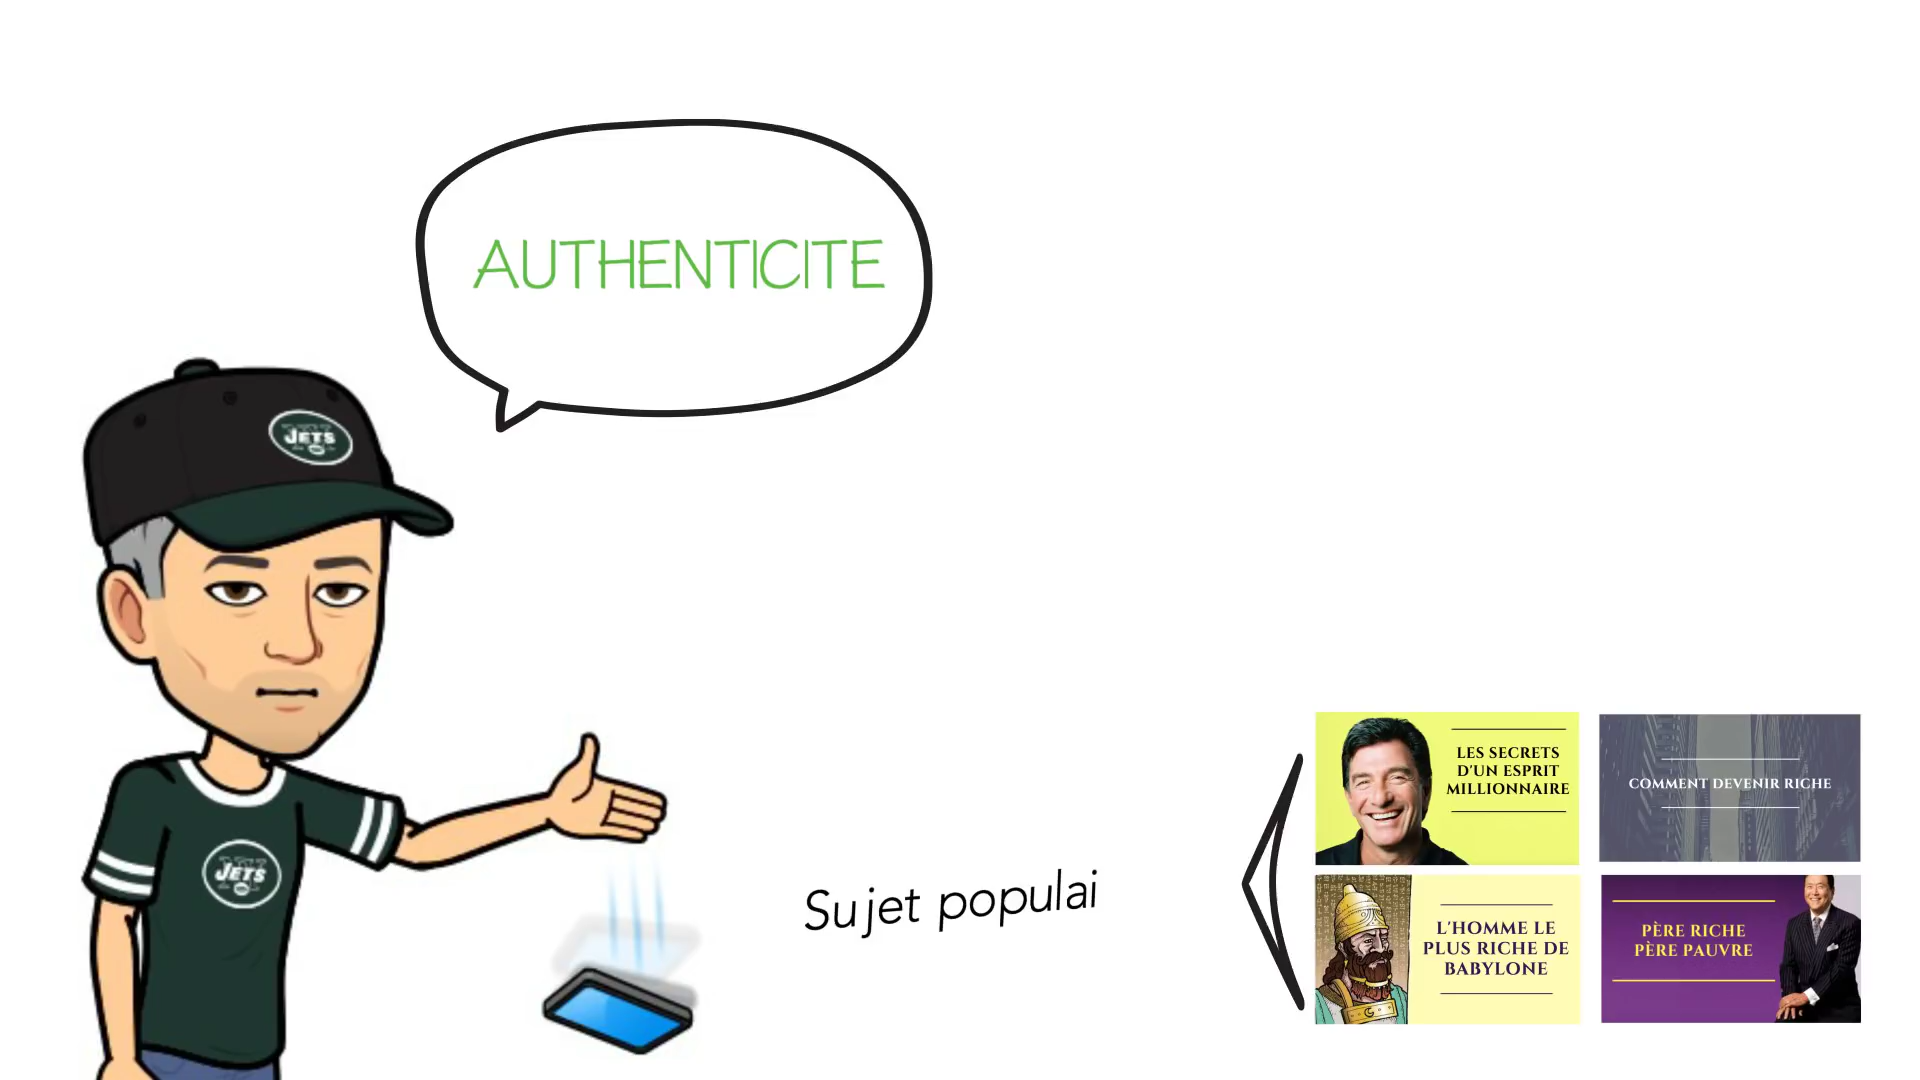 AUTHENTICITE
JETS
JETS
Sujet populai
LES SECRETS
D'UN ESPRIT
MILLIONNAIRE
COMMENT DEVENIR RICHE
L'HOMME LE
PLUS RICHE DE
BABYLONE
PÈRE RICHE
PÈRE PAUVRE